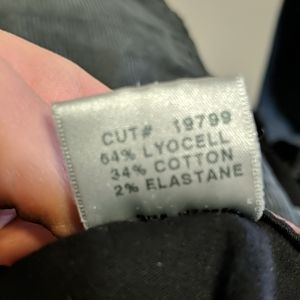 CUT# 19799
64% LYOCELL
34% COTTON
2% ELASTANE